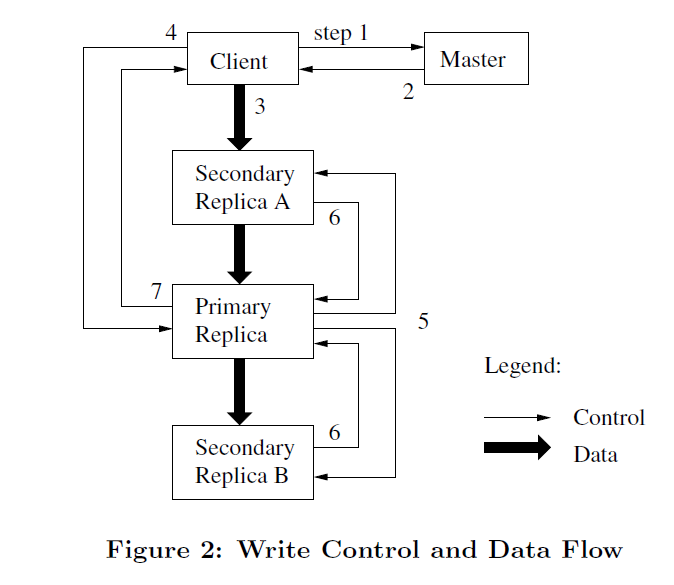 4
step 1
Client
Master
2
3
Secondary
Replica A
6
7
Primary
Replica
5
Legend:
Control
6
Secondary
Replica B
Data
Figure 2: Write Control and Data Flow